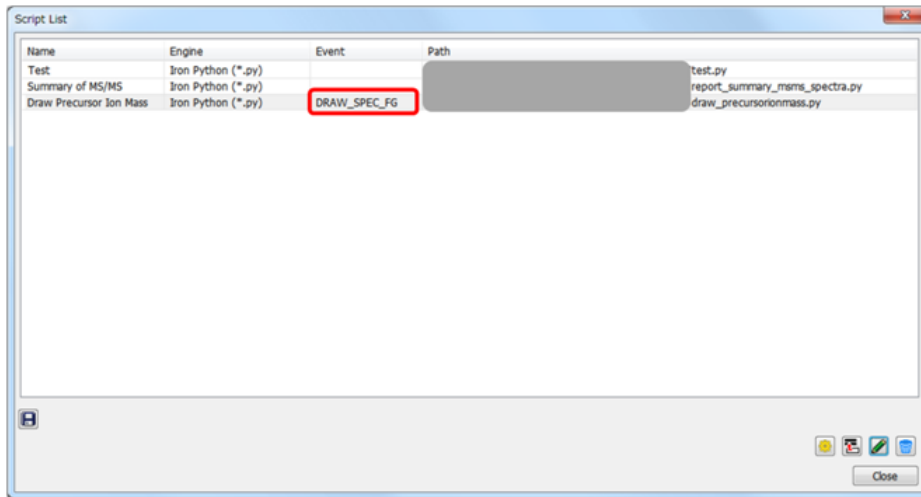 Script List
Name Engine Event Path
Test Iron Python (*.py) test.py
Summary of MS/MS Iron Python (*.py) report_summary_msms_spectra.py
Draw Precursor Ion Mass Iron Python (*.py) DRAW_SPEC_FG draw_precursorionmass.py
Close